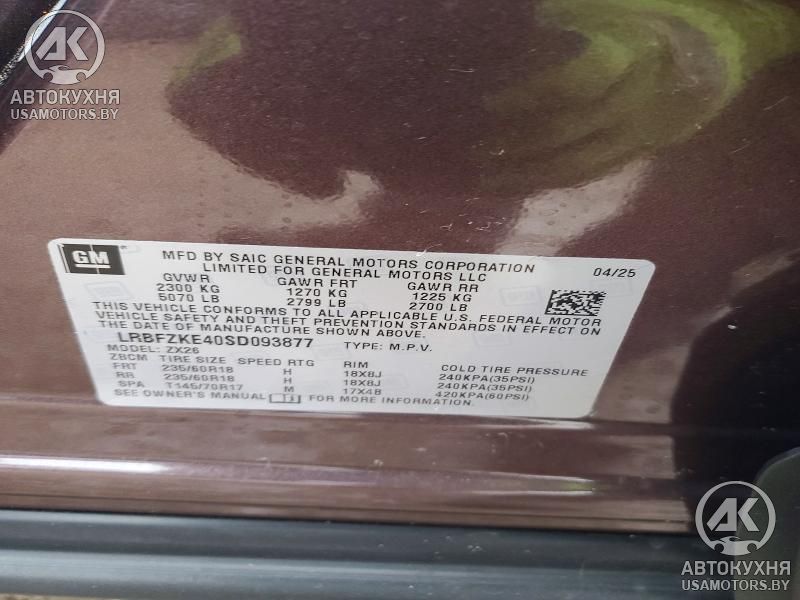 AK
АВТОКУХНЯ
USAMOTORS.BY
GM
MFD BY SAIC GENERAL MOTORS CORPORATION
LIMITED FOR GENERAL MOTORS LLC
04/25
GVWR GAWR FRT GAWR RR
2300 KG 1270 KG 1225 KG
5070 LB 2799 LB 2700 LB
THIS VEHICLE CONFORMS TO ALL APPLICABLE U.S. FEDERAL MOTOR
VEHICLE SAFETY AND THEFT PREVENTION STANDARDS IN EFFECT ON
THE DATE OF MANUFACTURE SHOWN ABOVE.
LRBFZKE40SD093877 TYPE: M.P.V.
MODEL: ZX26
ZBCM TIRE SIZE SPEED RTG RIM COLD TIRE PRESSURE
FRT 235/60R18 H 18X8J 240KPA(35PSI)
RR 235/60R18 H 18X8J 240KPA(35PSI)
SPA T145/70R17 M 17X4B 420KPA(60PSI)
SEE OWNER'S MANUAL FOR MORE INFORMATION.
AK
АВТОКУХНЯ
USAMOTORS.BY